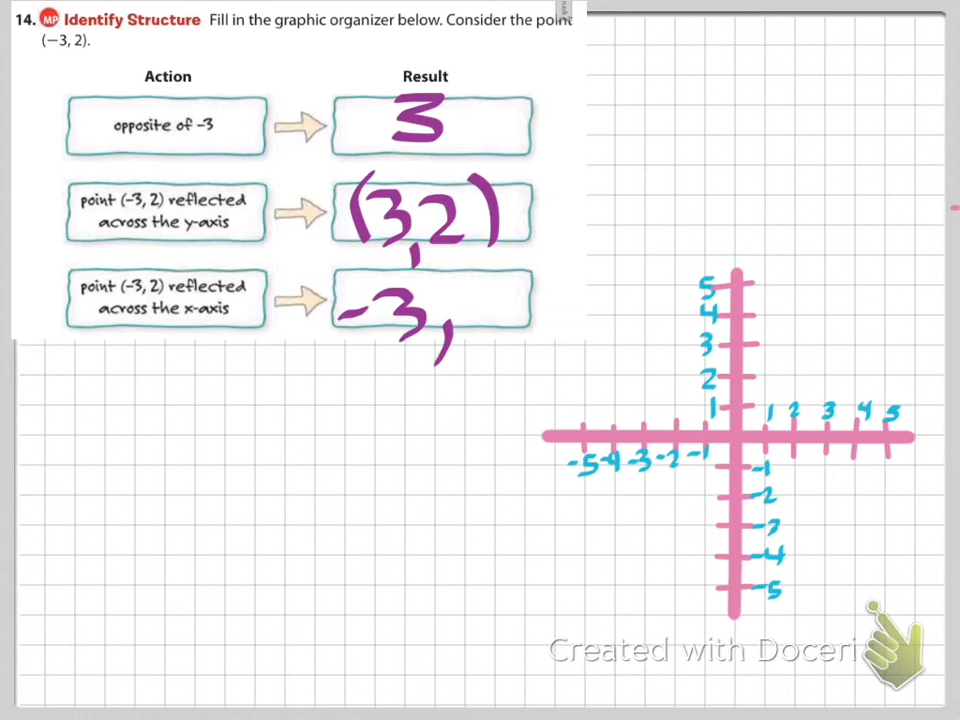 14. MP Identify Structure Fill in the graphic organizer below. Consider the point
(−3, 2).
Action Result
opposite of -3
3
point (-3, 2) reflected
across the y-axis
(3,2)
point (-3, 2) reflected
across the x-axis
-3,
5
4
3
2
1
1 2 3 4 5
-5 -4 -3 -2 -1
-1
-2
-3
-4
-5
Created with Doceri